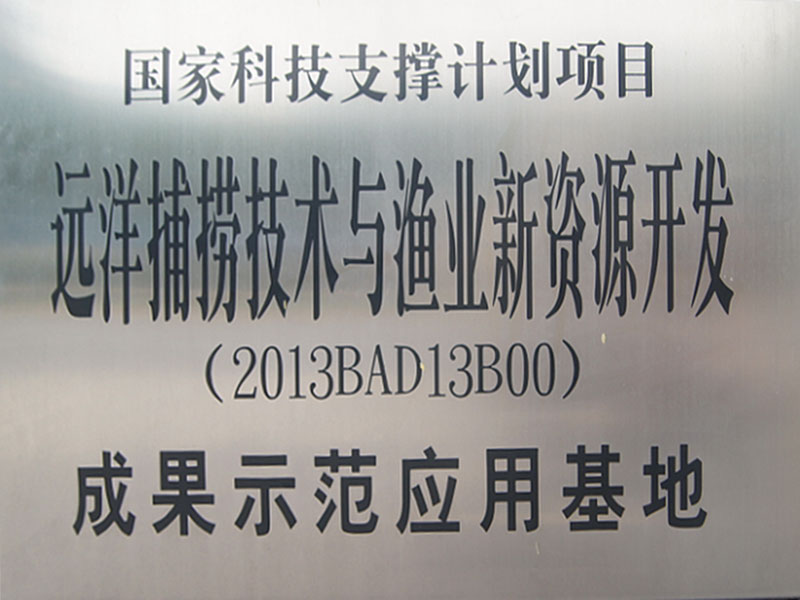 国家科技支撑计划项目
远洋捕捞技术与渔业新资源开发
(2013BAD13B00)
成果示范应用基地